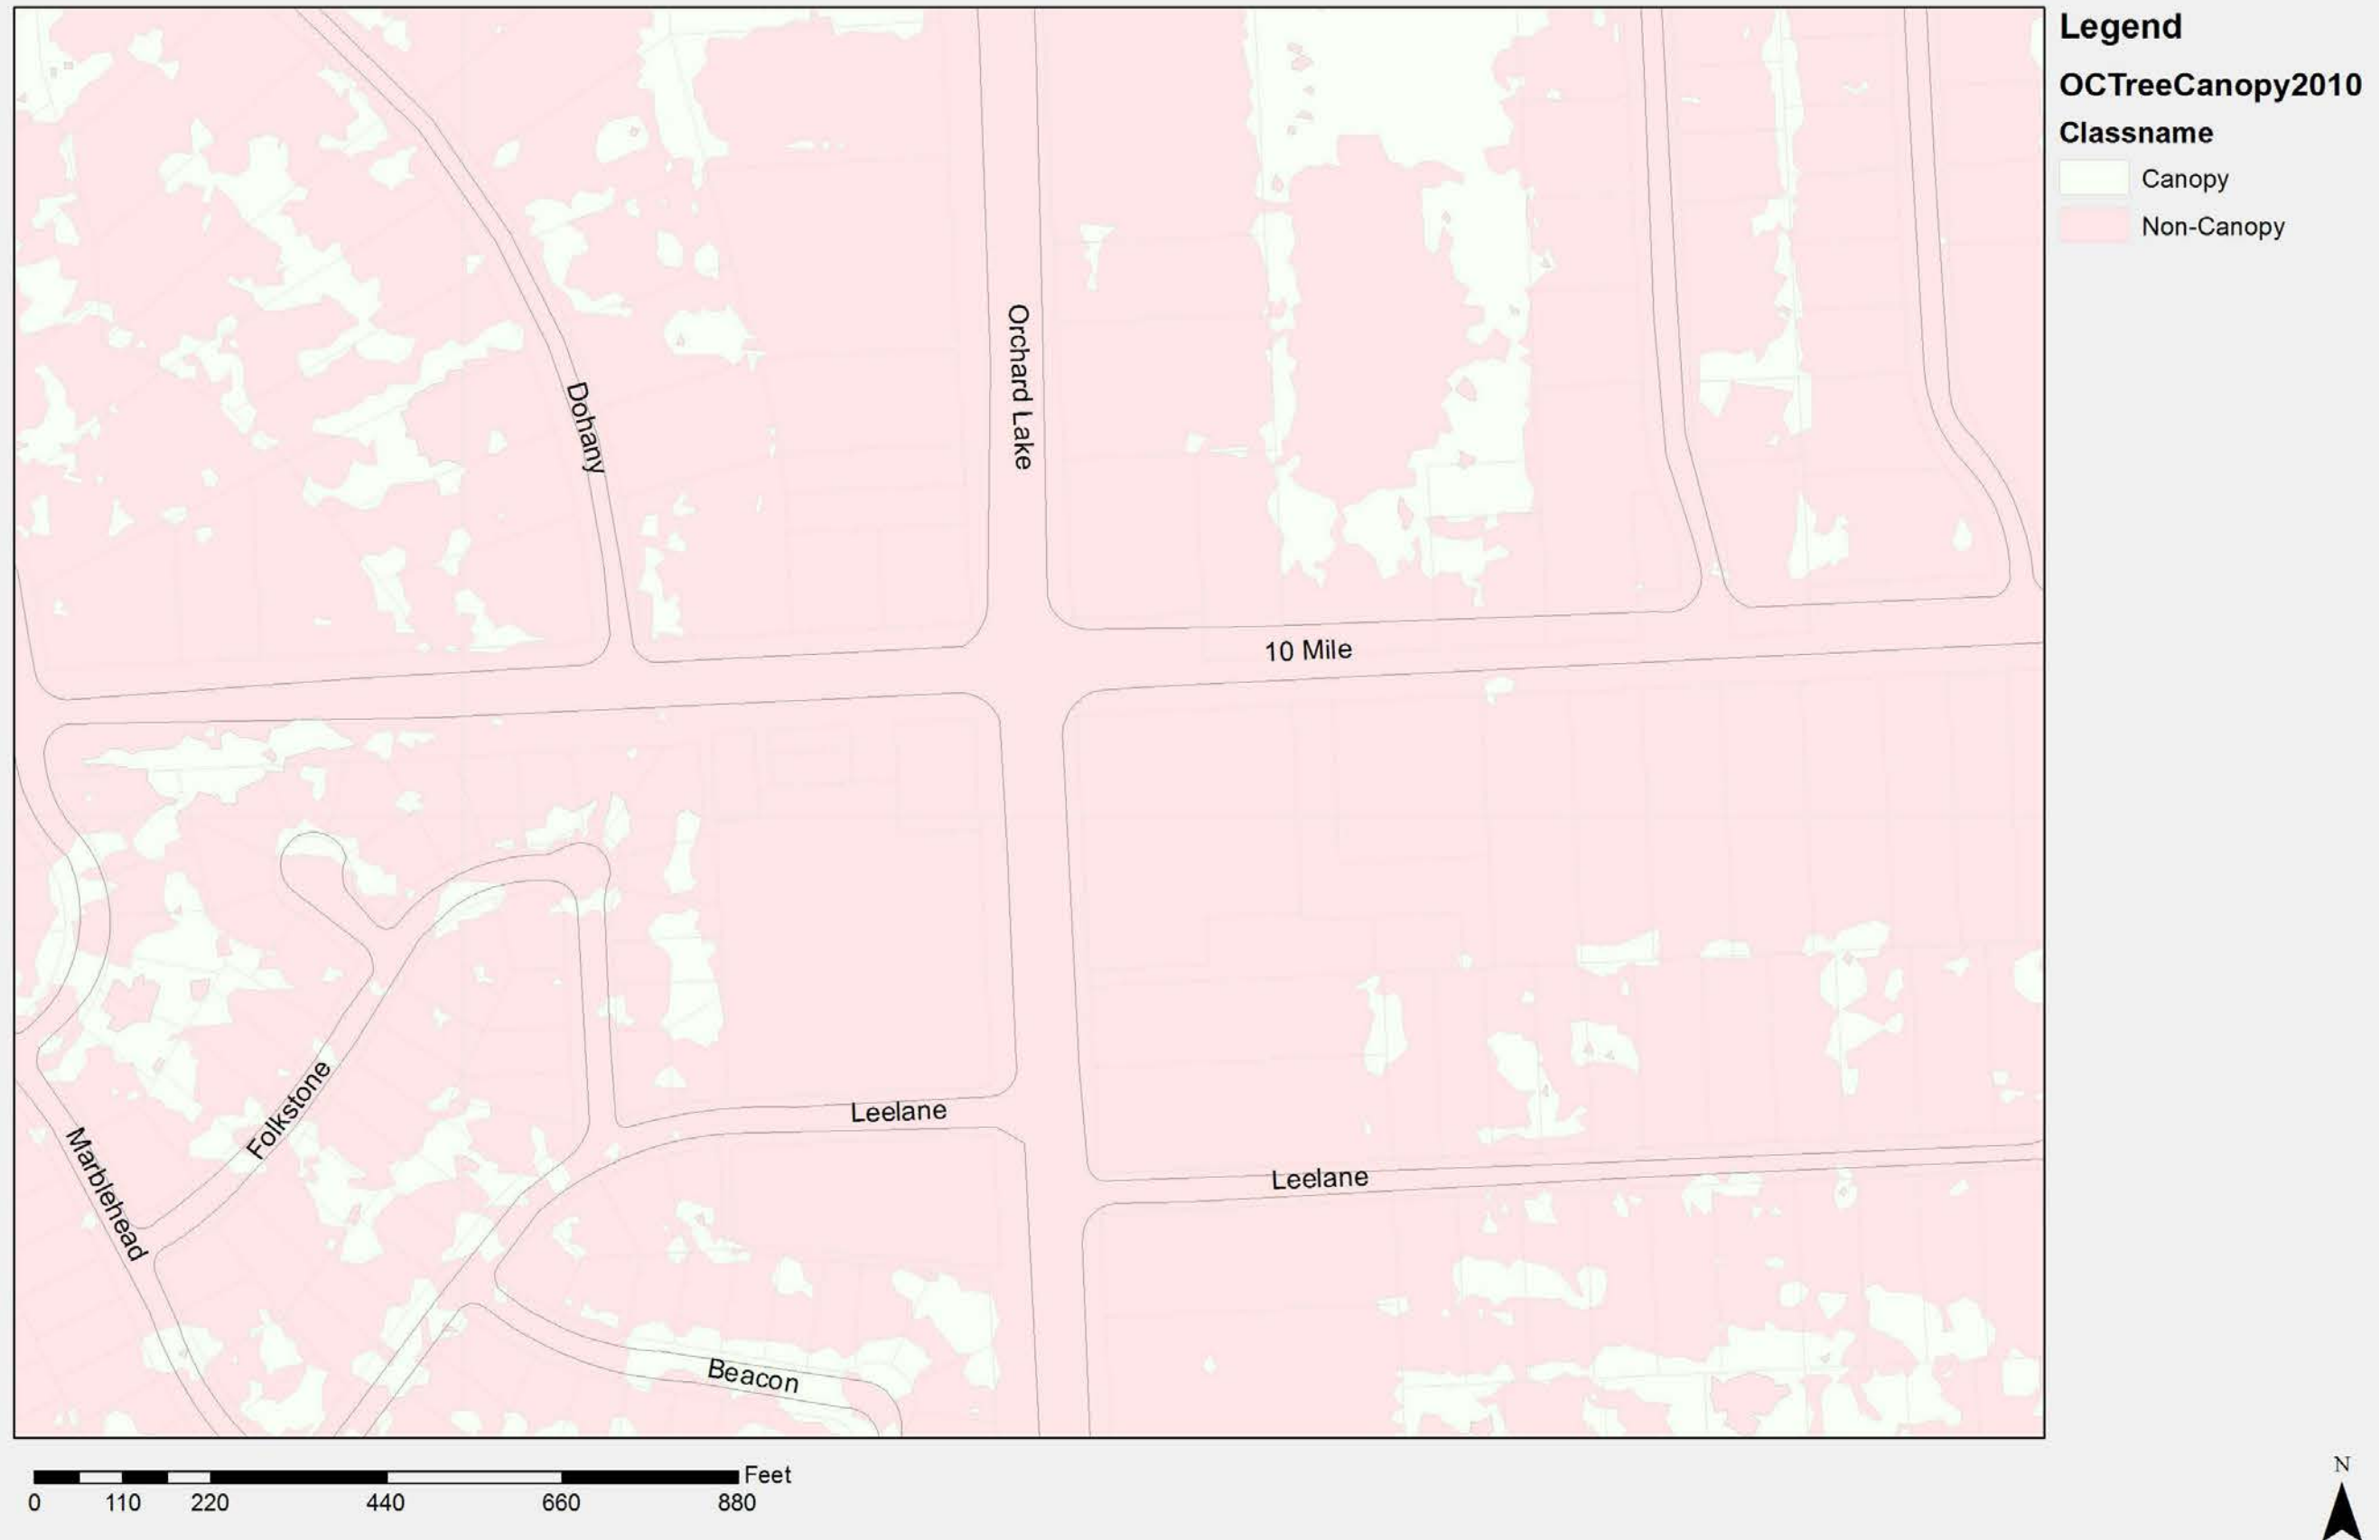 Legend
OCTreeCanopy2010
Classname
Canopy
Non-Canopy
Orchard Lake
Dohany
10 Mile
Folkstone
Leelane
Marblehead
Leelane
Beacon
Feet
0 110 220 440 660 880
N